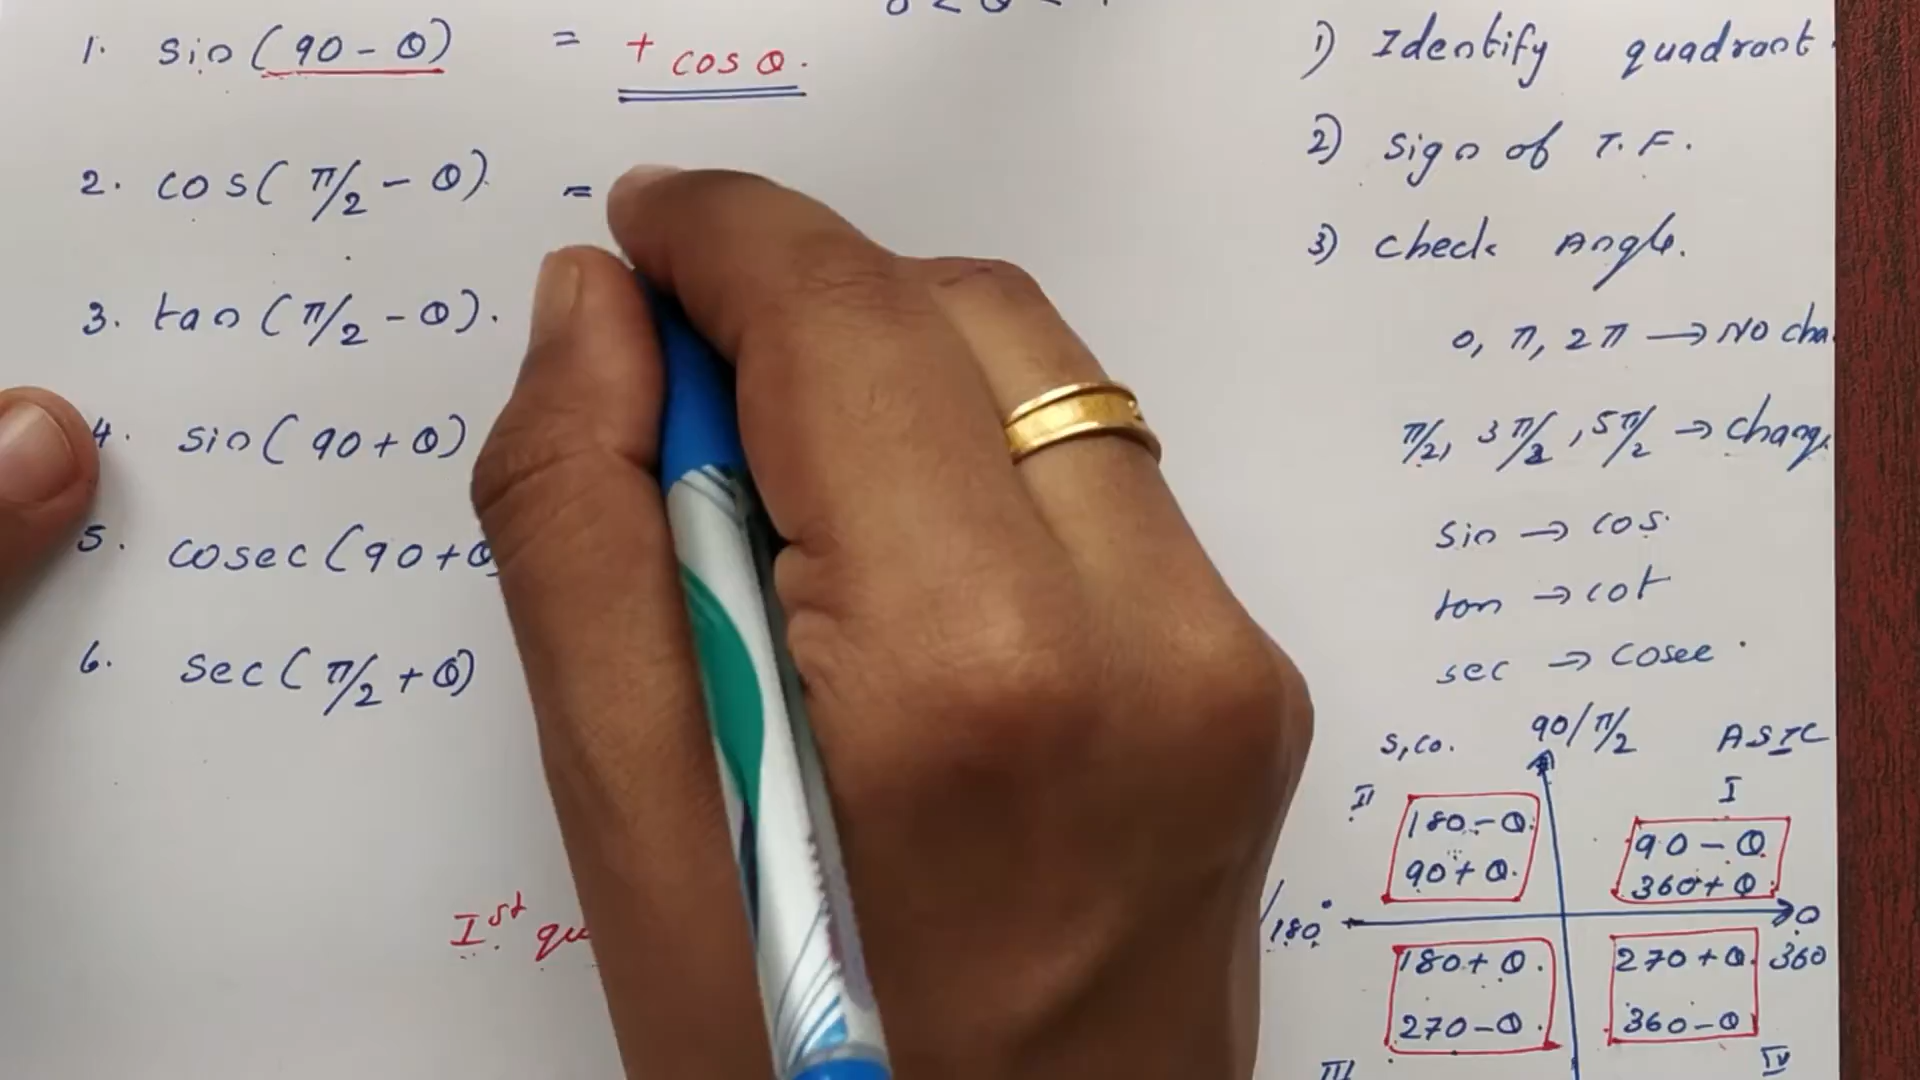 1. sin(90-θ) = + cosθ.
2. cos(π/2-θ) =
3. tan(π/2-θ).
4. sin(90+θ)
5. cosec(90+θ
6. sec(π/2+θ)
Ist
1) Identify quadrant.
2) Sign of T.F.
3) Check Angle.
0, π, 2π → No cha
π/2, 3π/2, 5π/2 → Chang
sin → cos.
tan → cot
sec → cosec.
S,Co. 90/π/2 ASTC
II I
180-θ. 90-θ
90+θ. 360+θ.
/180° 0
180+θ. 270+θ. 360
270-θ. 360-θ
III IV